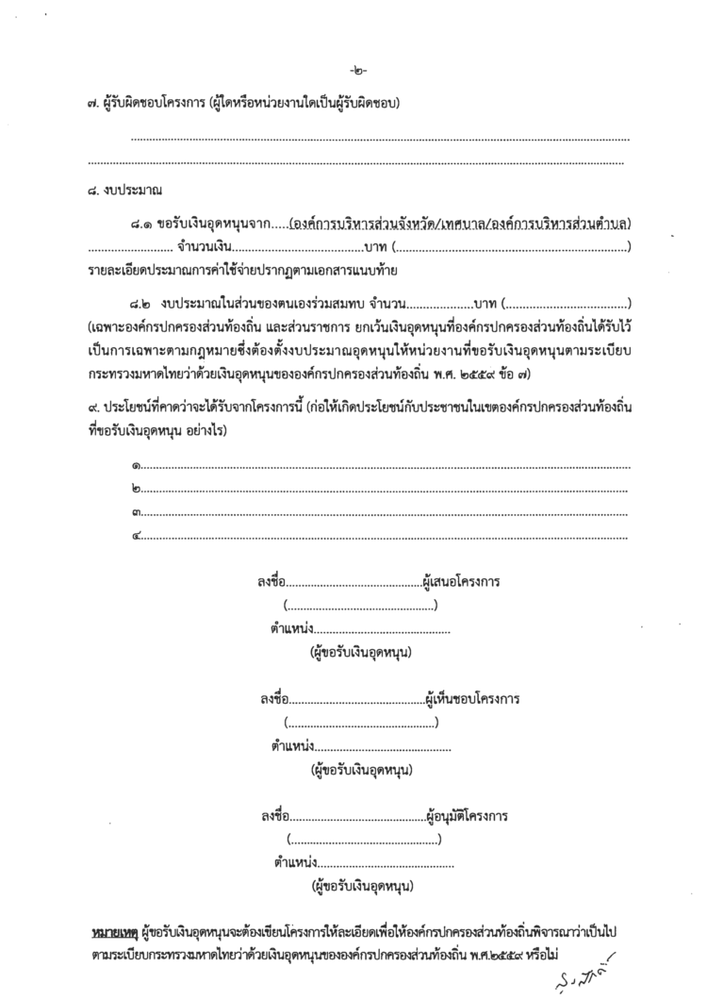 -๒-
๗. ผู้รับผิดชอบโครงการ (ผู้ใดหรือหน่วยงานใดเป็นผู้รับผิดชอบ)
................................................................................
................................................................................
๘. งบประมาณ
๘.๑ ขอรับเงินอุดหนุนจาก.....(องค์การบริหารส่วนจังหวัด/เทศบาล/องค์การบริหารส่วนตำบล)
........................... จำนวนเงิน..........................................บาท (..........................................................................)
รายละเอียดประมาณการค่าใช้จ่ายปรากฏตามเอกสารแนบท้าย
๘.๒ งบประมาณในส่วนของตนเองร่วมสมทบ จำนวน.....................บาท (.......................................)
(เฉพาะองค์กรปกครองส่วนท้องถิ่น และส่วนราชการ ยกเว้นเงินอุดหนุนที่องค์กรปกครองส่วนท้องถิ่นได้รับไว้
เป็นการเฉพาะตามกฎหมายซึ่งต้องตั้งงบประมาณอุดหนุนให้หน่วยงานที่ขอรับเงินอุดหนุนตามระเบียบ
กระทรวงมหาดไทยว่าด้วยเงินอุดหนุนขององค์กรปกครองส่วนท้องถิ่น พ.ศ. ๒๕๕๙ ข้อ ๗)
๙. ประโยชน์ที่คาดว่าจะได้รับจากโครงการนี้ (ก่อให้เกิดประโยชน์กับประชาชนในเขตองค์กรปกครองส่วนท้องถิ่น
ที่ขอรับเงินอุดหนุน อย่างไร)
๑................................................................................
๒................................................................................
๓................................................................................
๔................................................................................
ลงชื่อ...........................................ผู้เสนอโครงการ
(..............................................)
ตำแหน่ง...........................................
(ผู้ขอรับเงินอุดหนุน)
ลงชื่อ...........................................ผู้เห็นชอบโครงการ
(..............................................)
ตำแหน่ง...........................................
(ผู้ขอรับเงินอุดหนุน)
ลงชื่อ...........................................ผู้อนุมัติโครงการ
(..............................................)
ตำแหน่ง...........................................
(ผู้ขอรับเงินอุดหนุน)
หมายเหตุ ผู้ขอรับเงินอุดหนุนจะต้องเขียนโครงการให้ละเอียดเพื่อให้องค์กรปกครองส่วนท้องถิ่นพิจารณาว่าเป็นไป
ตามระเบียบกระทรวงมหาดไทยว่าด้วยเงินอุดหนุนขององค์กรปกครองส่วนท้องถิ่น พ.ศ.๒๕๕๙ หรือไม่